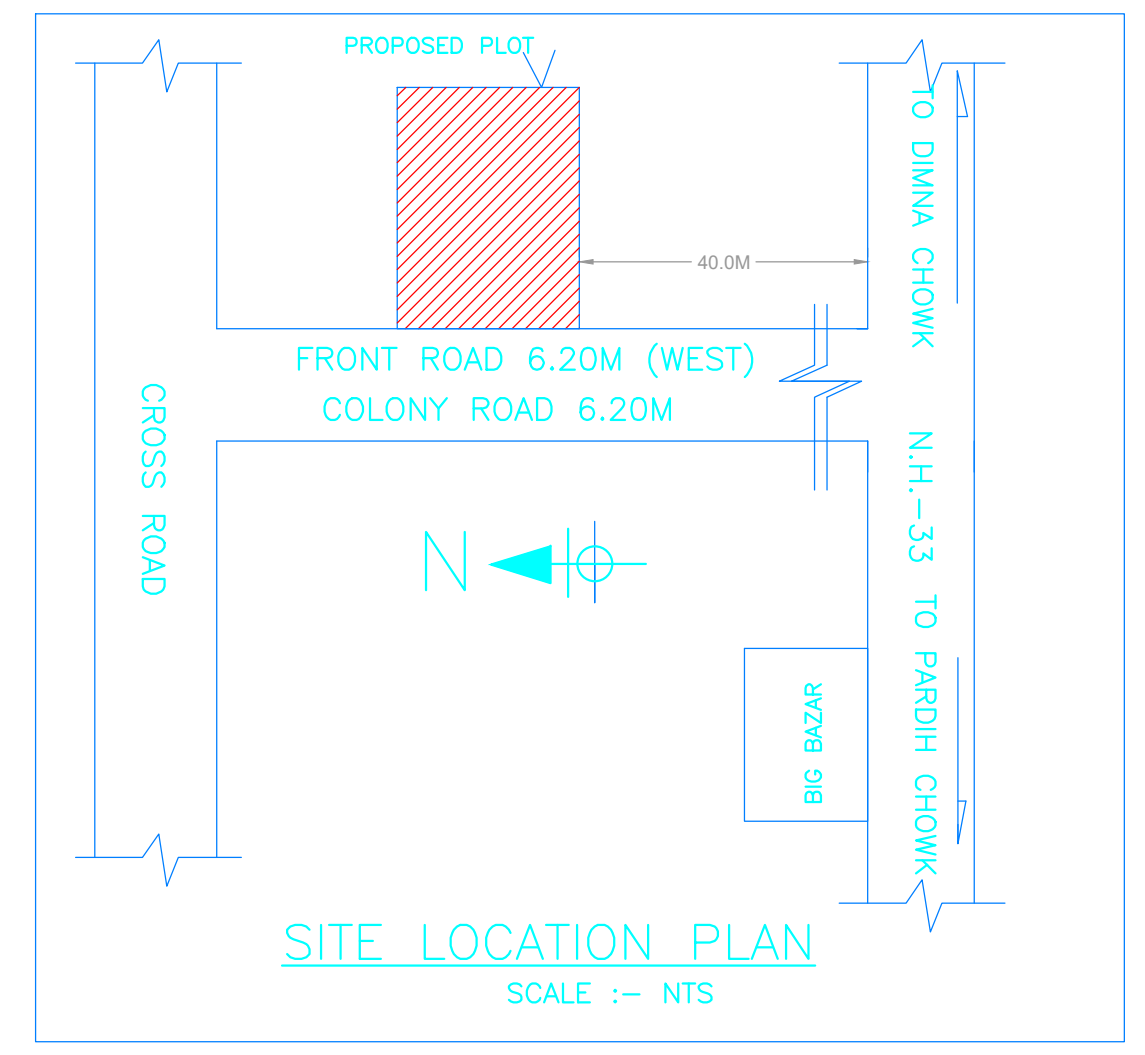 PROPOSED PLOT
TO DIMNA CHOWK
40.0M
FRONT ROAD 6.20M (WEST)
COLONY ROAD 6.20M
CROSS ROAD
N.H.-33
N
TO PARDIH CHOWK
BIG BAZAR
SITE LOCATION PLAN
SCALE :- NTS